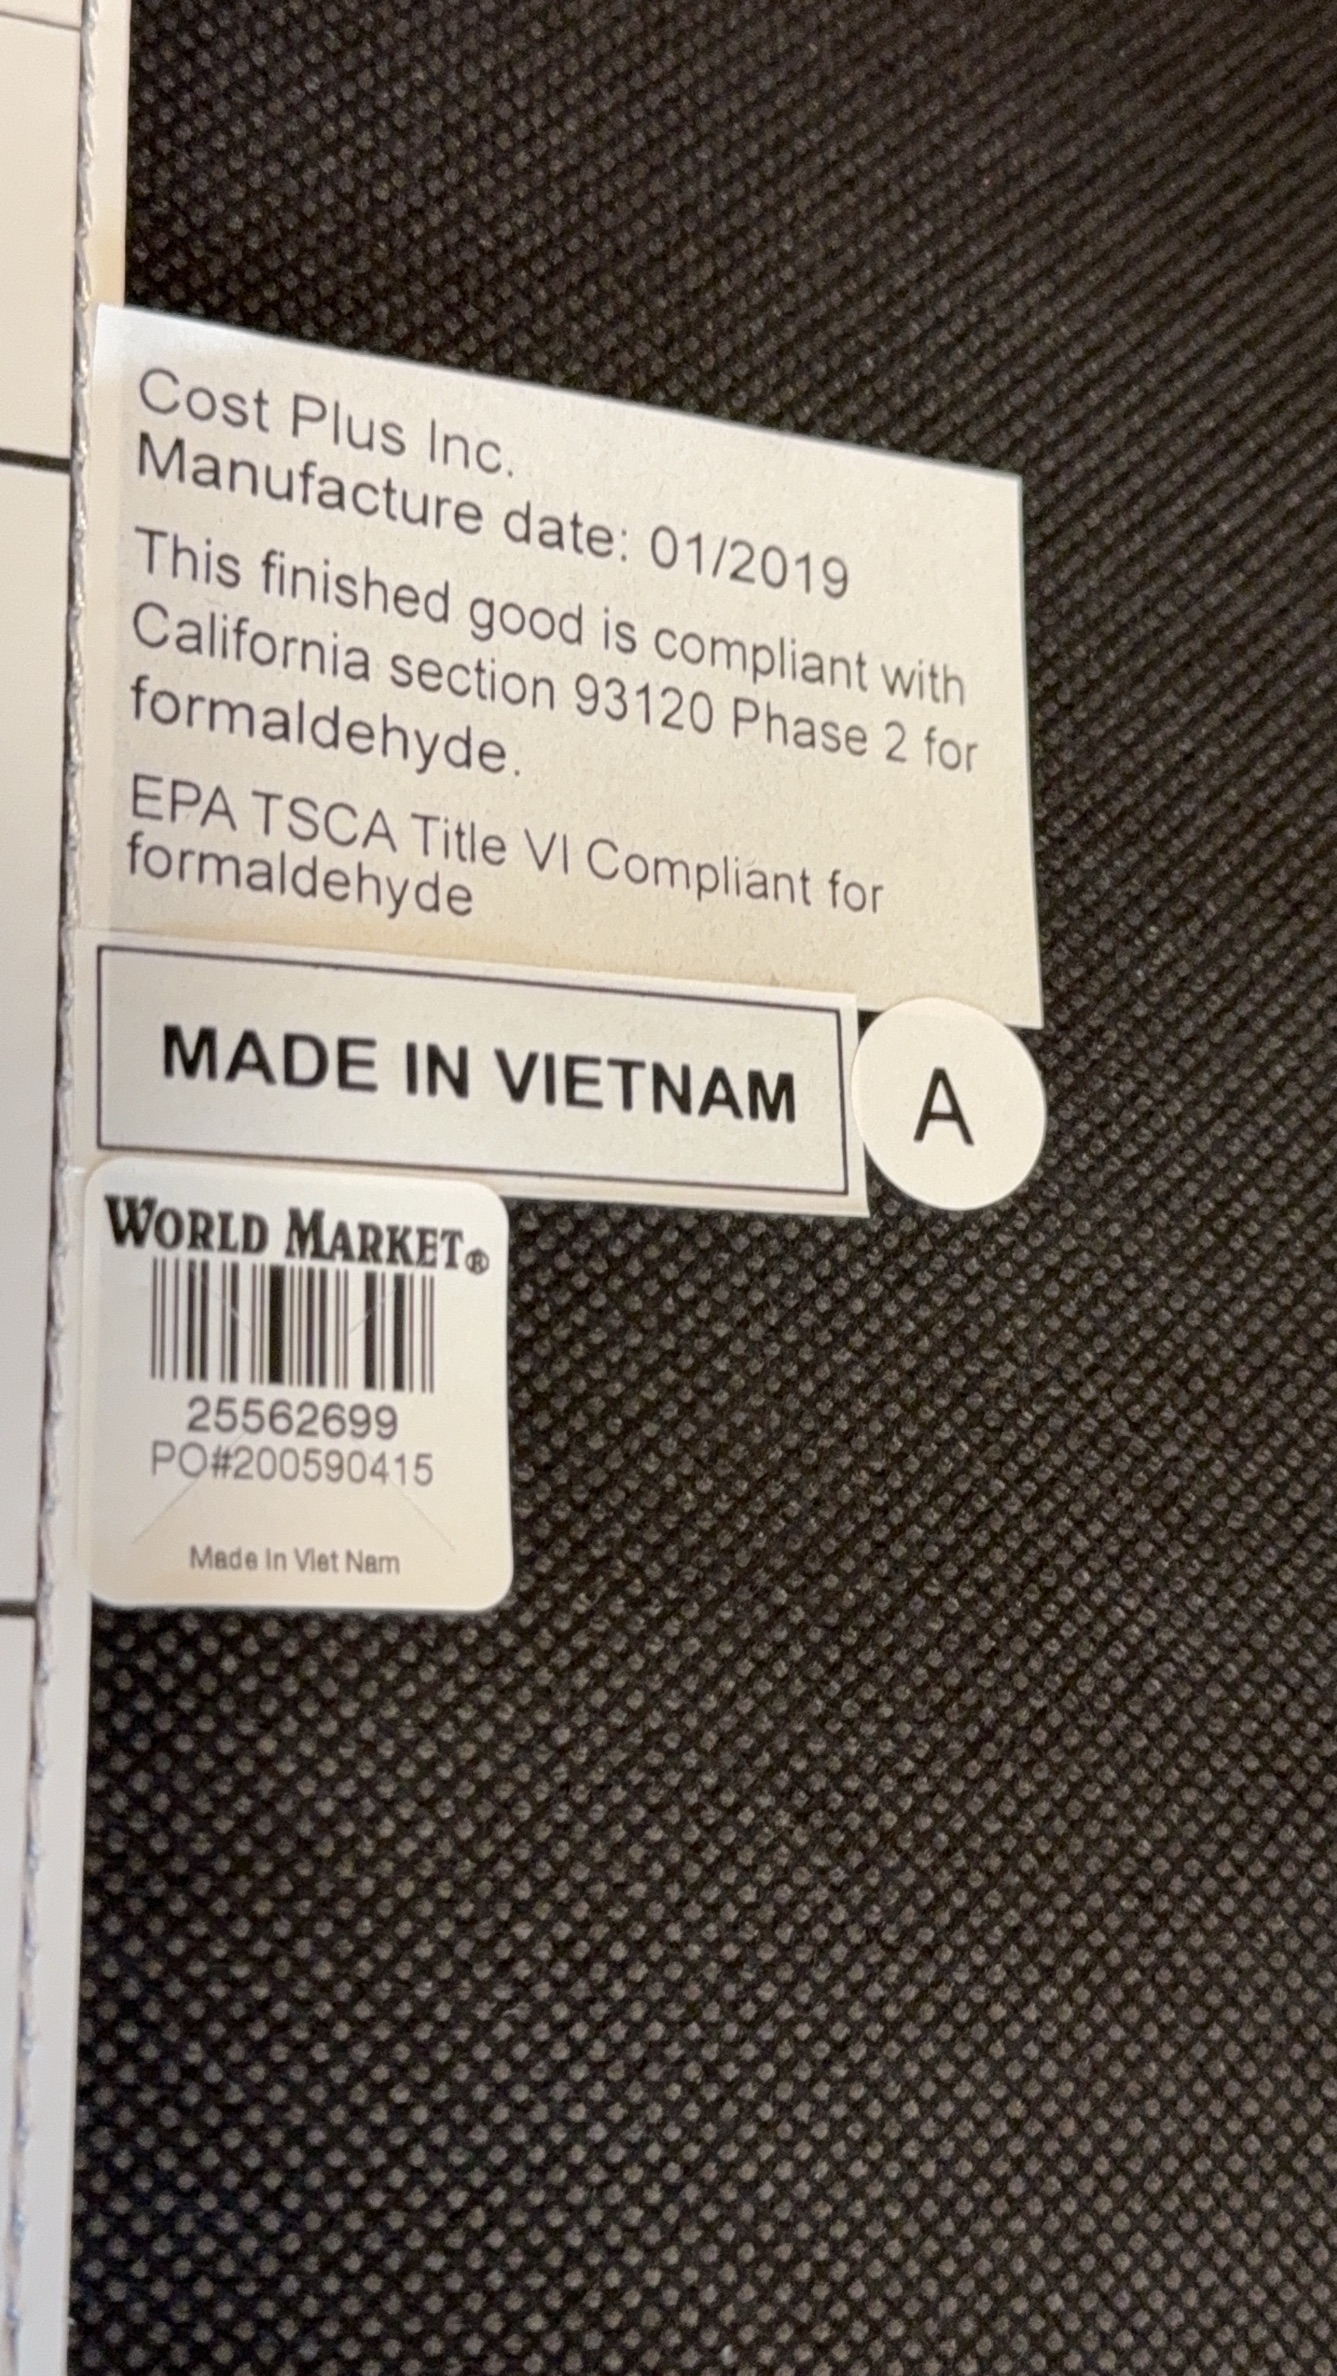 Cost Plus Inc.
Manufacture date: 01/2019
This finished good is compliant with
California section 93120 Phase 2 for
formaldehyde.
EPA TSCA Title VI Compliant for
formaldehyde
MADE IN VIETNAM
A
WORLD MARKET®
25562699
PO#200590415
Made In Viet Nam